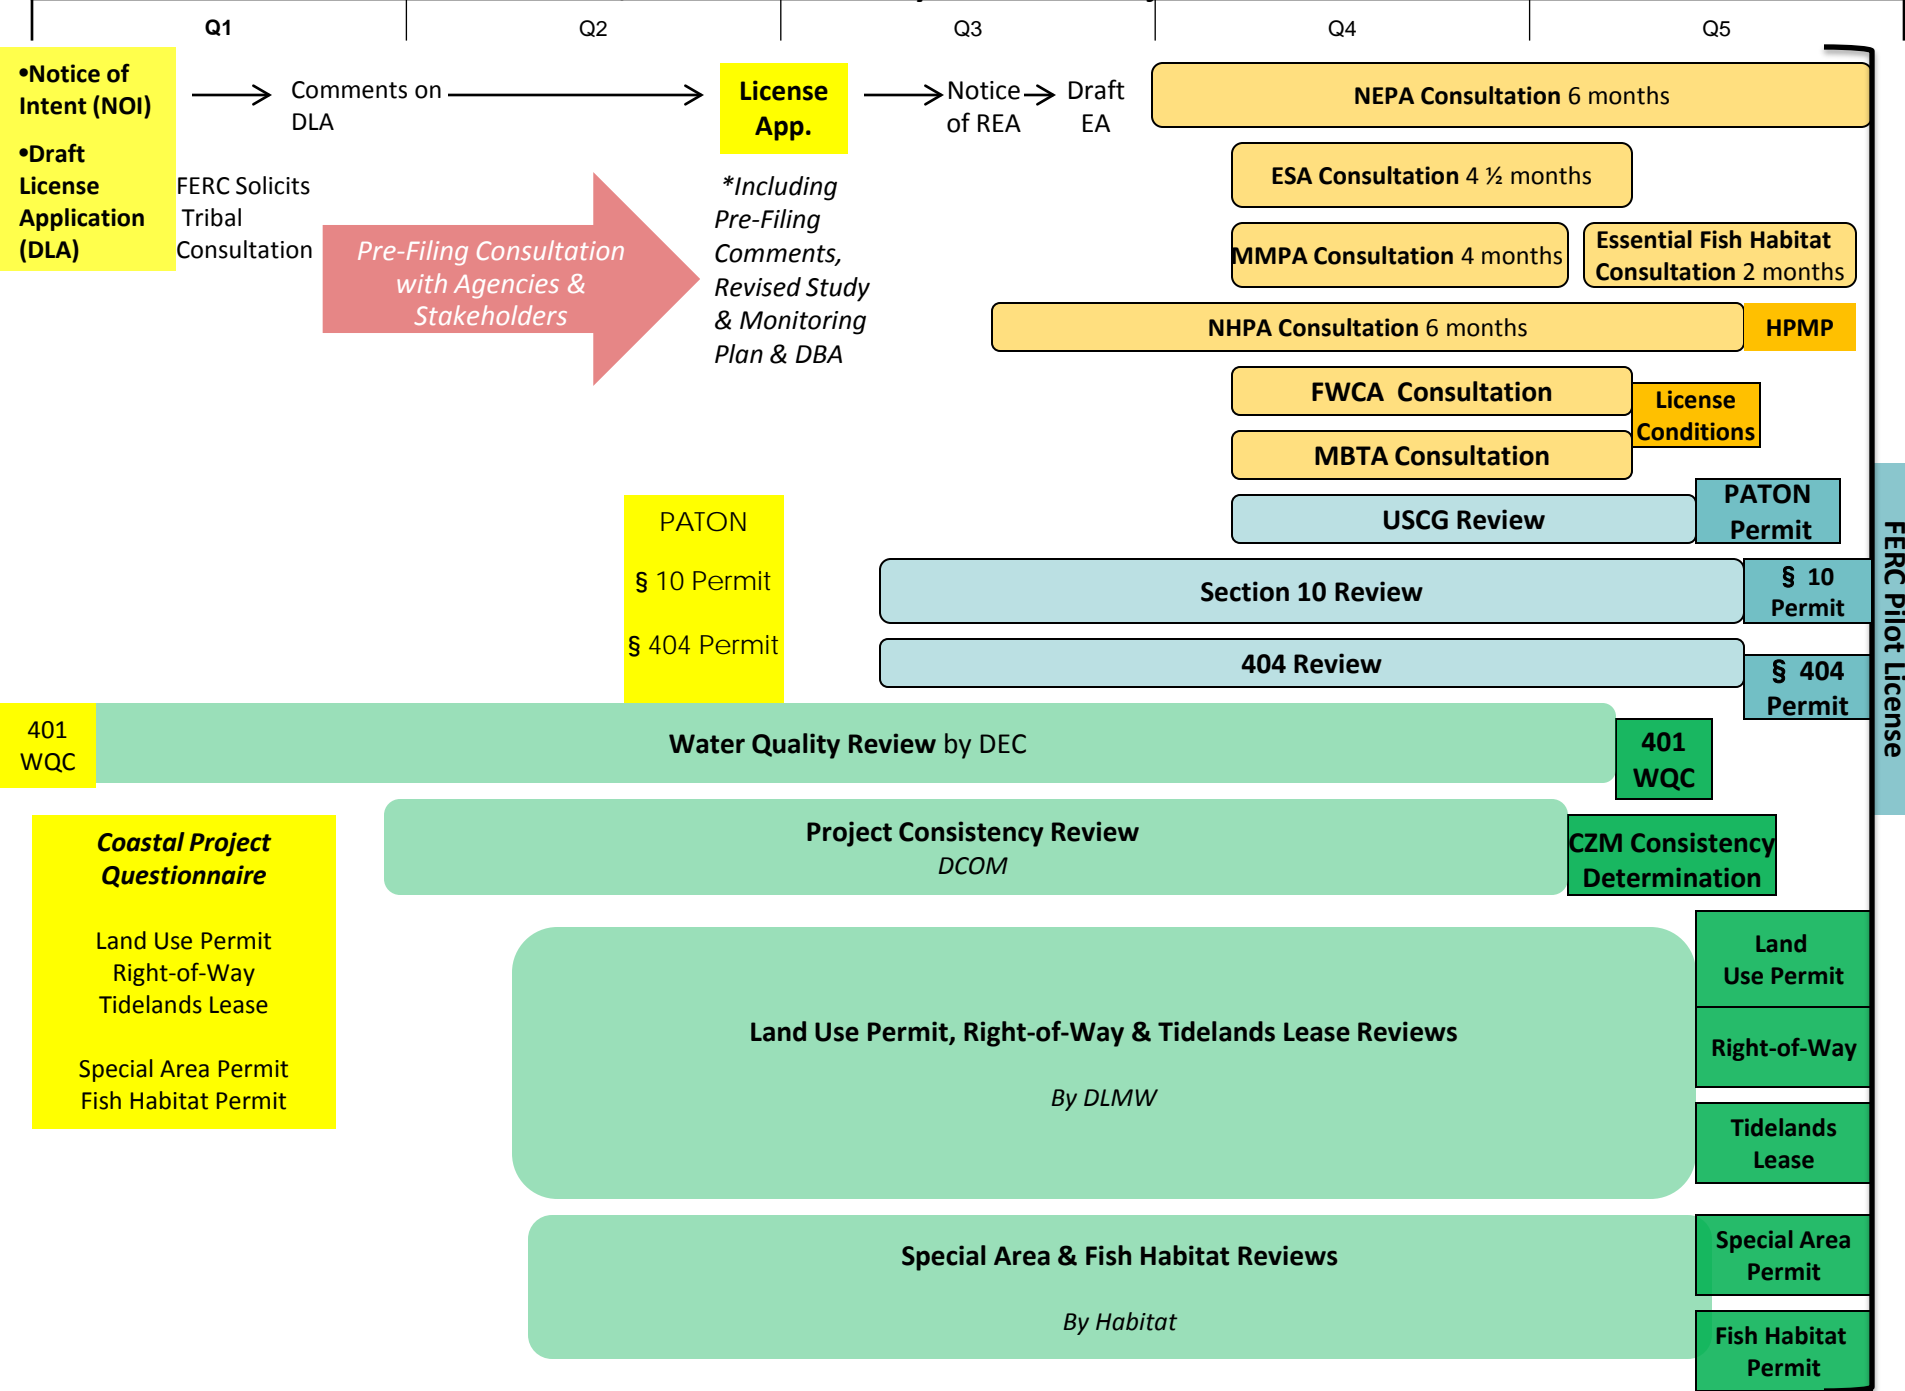 Q1
Q2
Q3
Q4
Q5
•Notice of
Intent (NOI)
•Draft
License
Application
(DLA)
Comments on
DLA
FERC Solicits
Tribal
Consultation
Pre-Filing Consultation
with Agencies &
Stakeholders
License
App.
*Including
Pre-Filing
Comments,
Revised Study
& Monitoring
Plan & DBA
Notice
of REA
Draft
EA
NEPA Consultation 6 months
ESA Consultation 4 ½ months
MMPA Consultation 4 months
Essential Fish Habitat
Consultation 2 months
NHPA Consultation 6 months
HPMP
FWCA Consultation
License
Conditions
MBTA Consultation
USCG Review
PATON
Permit
PATON
§ 10 Permit
§ 404 Permit
Section 10 Review
§ 10
Permit
404 Review
§ 404
Permit
FERC Pilot License
401
WQC
Water Quality Review by DEC
401
WQC
Coastal Project
Questionnaire
Land Use Permit
Right-of-Way
Tidelands Lease
Special Area Permit
Fish Habitat Permit
Project Consistency Review
DCOM
CZM Consistency
Determination
Land Use Permit, Right-of-Way & Tidelands Lease Reviews
By DLMW
Land
Use Permit
Right-of-Way
Tidelands
Lease
Special Area & Fish Habitat Reviews
By Habitat
Special Area
Permit
Fish Habitat
Permit